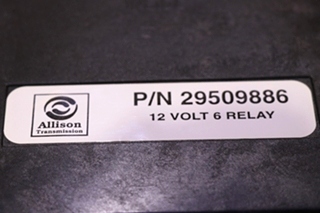 P/N 29509886
12 VOLT 6 RELAY
Allison
Transmission